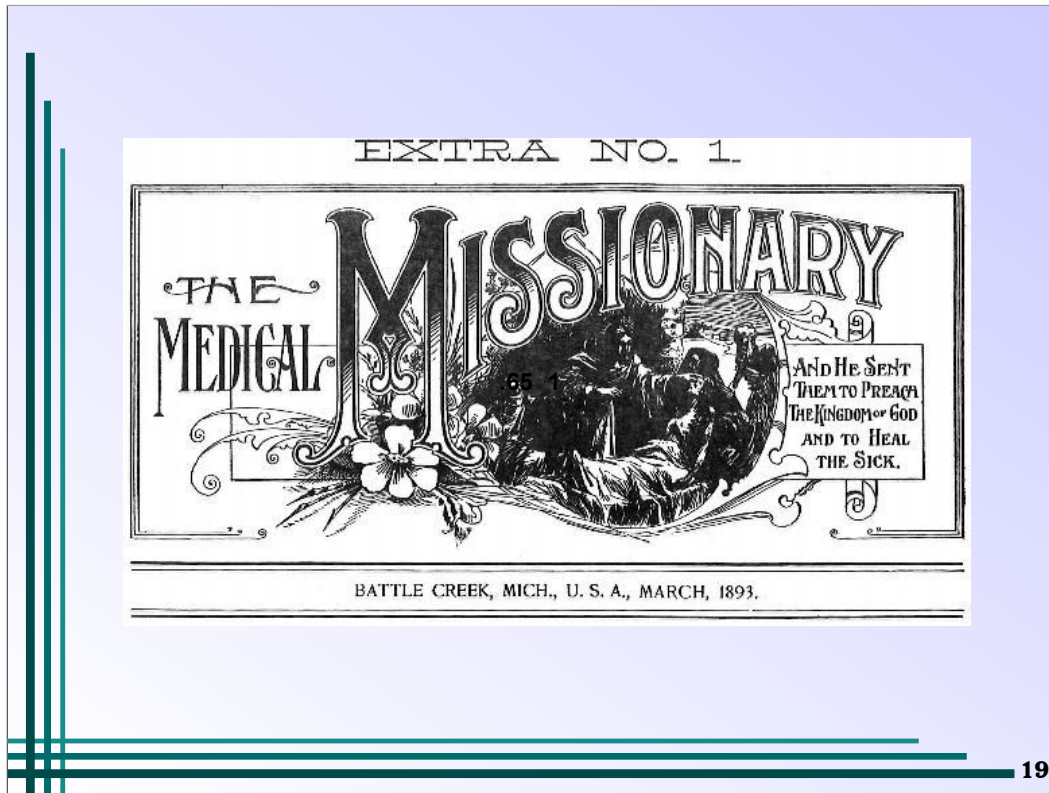 EXTRA NO. 1.
THE
MEDICAL
MISSIONARY
.65 1
AND HE SENT
THEM TO PREACH
THE KINGDOM OF GOD
AND TO HEAL
THE SICK.
BATTLE CREEK, MICH., U. S. A., MARCH, 1893.
19